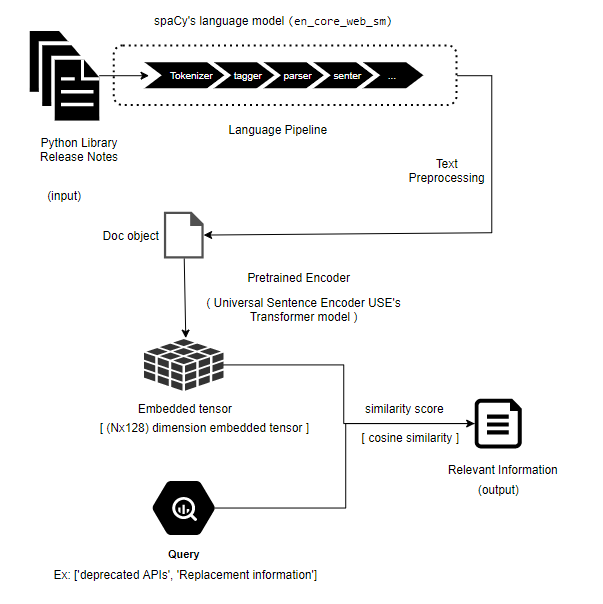 spaCy's language model (en_core_web_sm)
Tokenizer
tagger
parser
senter
...
Language Pipeline
Python Library
Release Notes
(input)
Text
Preprocessing
Doc object
Pretrained Encoder
( Universal Sentence Encoder USE's
Transformer model )
Embedded tensor
[ (Nx128) dimension embedded tensor ]
similarity score
[ cosine similarity ]
Relevant Information
(output)
Query
Ex: ['deprecated APIs', 'Replacement information']